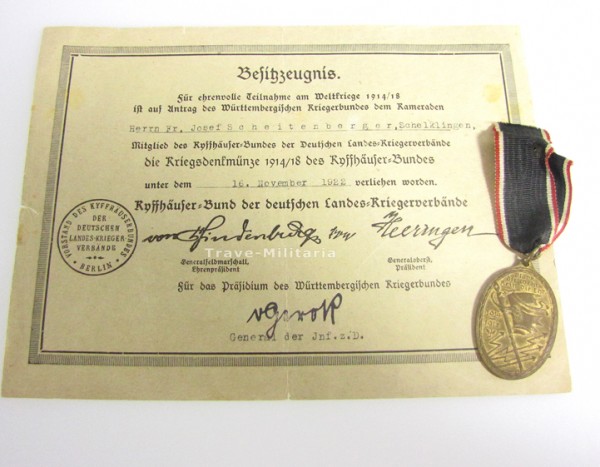 Besitzzeugnis.
Für ehrenvolle Teilnahme am Weltkriege 1914/18
ist auf Antrag des Württembergischen Kriegerbundes dem Kameraden
Herrn Fr. Josef Scheitenberger, Schelklingen,
Mitglied des Kyffhäuser-Bundes der Deutschen Landes-Kriegerverbände
die Kriegsdenkmünze 1914/18 des Kyffhäuser-Bundes
unter dem 16. November 1922 verliehen worden.
Kyffhäuser-Bund der deutschen Landes-Kriegerverbände
VORSTAND DES KYFFHÄUSERBUNDES
DER
DEUTSCHEN
LANDES-KRIEGER
VERBÄNDE
BERLIN
von Hindenburg von Heeringen
Trave-Militaria
Generalfeldmarschall, Generaloberst,
Ehrenpräsident Präsident
Für das Präsidium des Württembergischen Kriegerbundes
v Gerok
General der Inf.z.D.